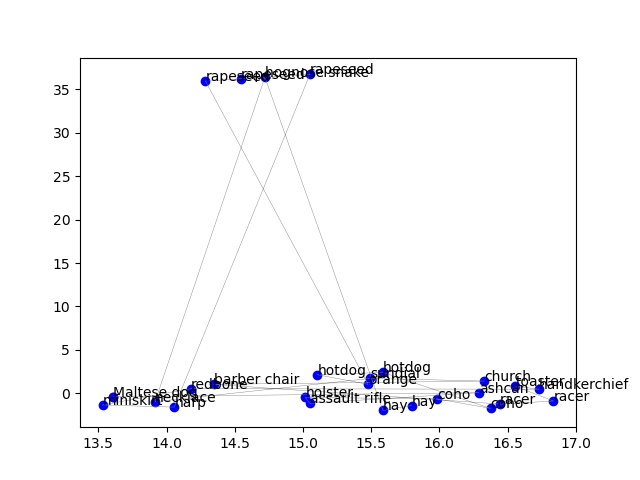 rapeseed
hognose snake
rapeseed
rapeseed
35
30
25
20
15
10
5
0
hotdog
hotdog
sundial
orange
church
toaster
handkerchief
barber chair
redbone
Maltese dog
miniskirt
necklace
harp
holster
assault rifle
hay
hay
coho
ashcan
coho
racer
racer
13.5 14.0 14.5 15.0 15.5 16.0 16.5 17.0